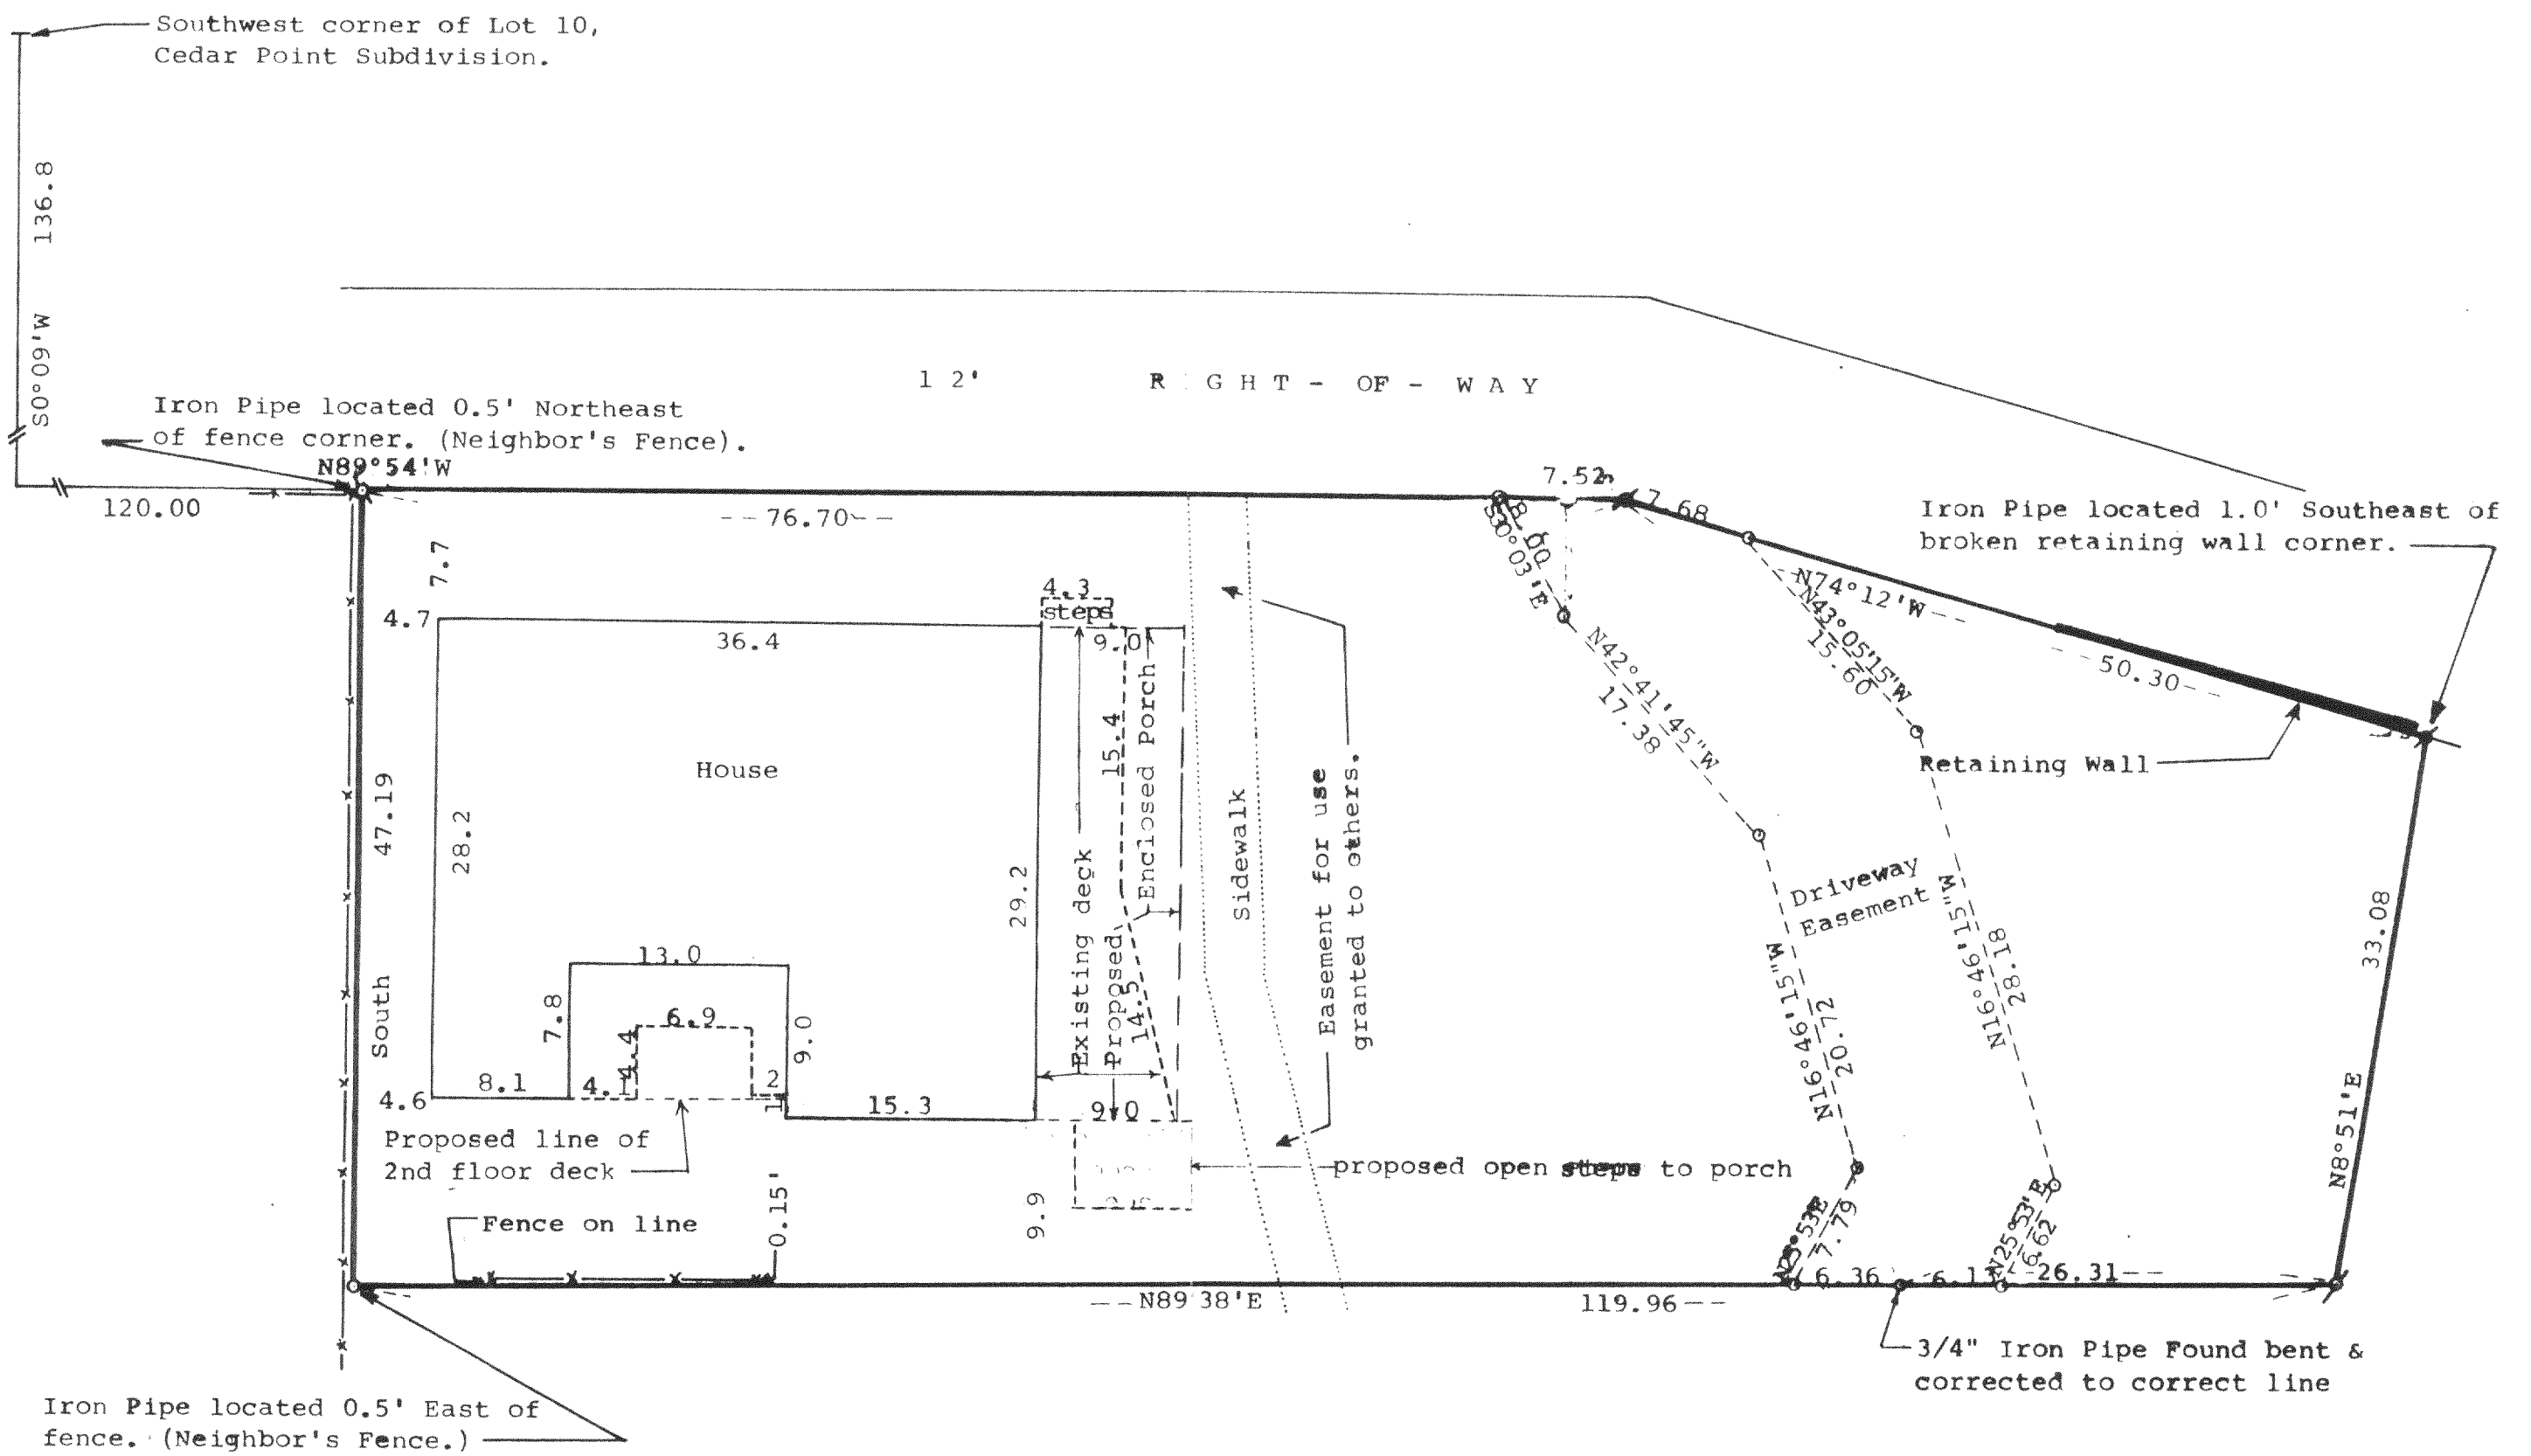 Southwest corner of Lot 10,
Cedar Point Subdivision.
136.8
S0°09'W
12' R GHT-OF-WAY
Iron Pipe located 0.5' Northeast
of fence corner. (Neighbor's Fence).
N89°54'W
120.00
--76.70--
7.52
7.68
Iron Pipe located 1.0' Southeast of
broken retaining wall corner.
7.7
8.00
S30°03'E
N74°12'W
--50.30--
4.7
36.4
4.3
steps
9.0
N42°41'45"W
17.38
N43°05'15"W
15.60
Retaining Wall
House
47.19
South
28.2
29.2
15.4
14.5
Existing deck
Proposed
Enclosed Porch
Sidewalk
Easement for use
granted to others.
Driveway
Easement
N16°46'15"W
20.72
N16°46'15"W
28.18
33.08
N8°51'E
13.0
7.8
6.9
4.4
9.0
8.1
4.1
4.6
15.3
9.0
Proposed line of
2nd floor deck
proposed open steps to porch
Fence on line
0.15'
9.9
7.79
N25°53'E
6.62
6.36
26.31--
--N89 38'E
119.96--
3/4" Iron Pipe Found bent &
corrected to correct line
Iron Pipe located 0.5' East of
fence. (Neighbor's Fence.)